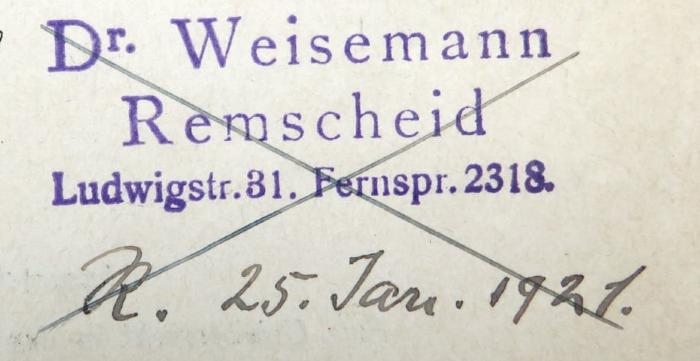 Dr. Weisemann
Remscheid
Ludwigstr. 31. Fernspr. 2318.
R. 25. Jan. 1921.